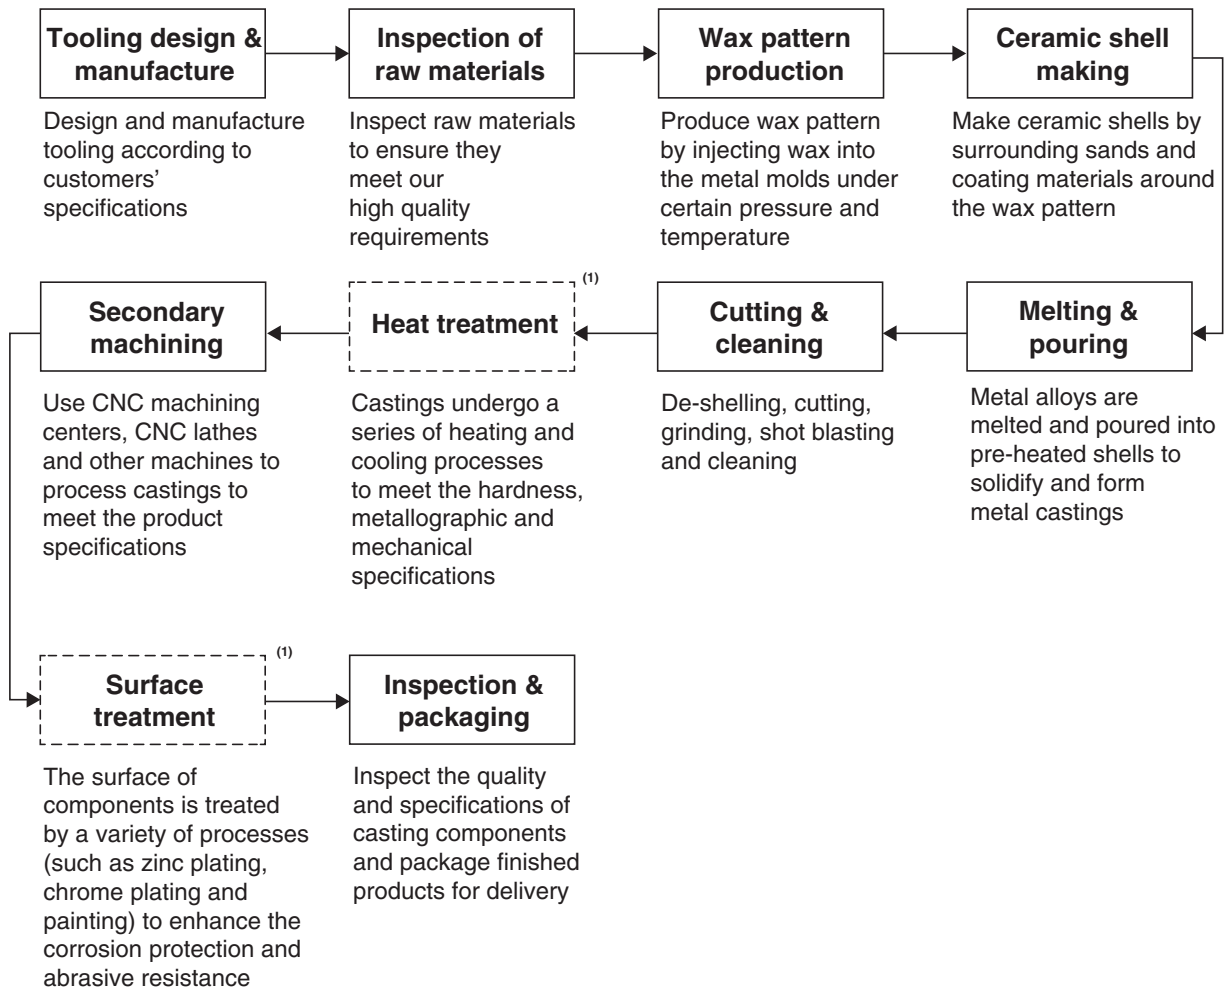 Tooling design &
manufacture
Design and manufacture
tooling according to
customers’
specifications
Inspection of
raw materials
Inspect raw materials
to ensure they
meet our
high quality
requirements
Wax pattern
production
Produce wax pattern
by injecting wax into
the metal molds under
certain pressure and
temperature
Ceramic shell
making
Make ceramic shells by
surrounding sands and
coating materials around
the wax pattern
Melting &
pouring
Metal alloys are
melted and poured into
pre-heated shells to
solidify and form
metal castings
Cutting &
cleaning
De-shelling, cutting,
grinding, shot blasting
and cleaning
(1)
Heat treatment
Castings undergo a
series of heating and
cooling processes
to meet the hardness,
metallographic and
mechanical
specifications
Secondary
machining
Use CNC machining
centers, CNC lathes
and other machines to
process castings to
meet the product
specifications
(1)
Surface
treatment
The surface of
components is treated
by a variety of processes
(such as zinc plating,
chrome plating and
painting) to enhance the
corrosion protection and
abrasive resistance
Inspection &
packaging
Inspect the quality
and specifications of
casting components
and package finished
products for delivery